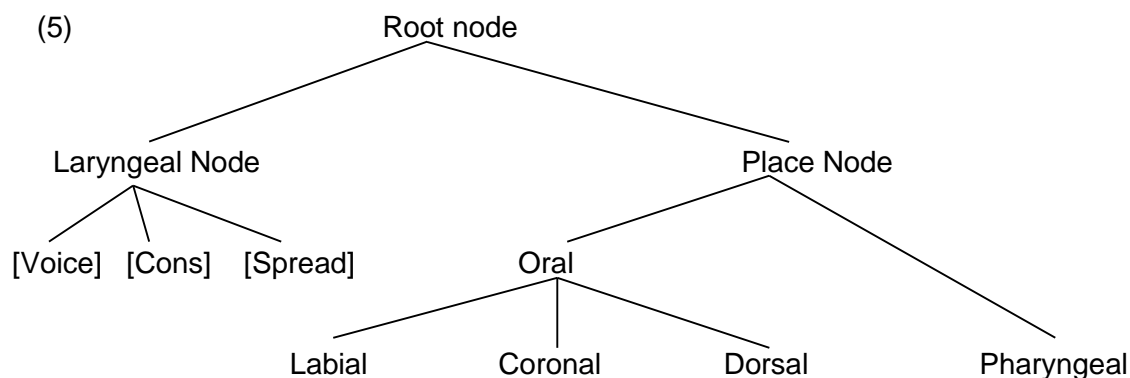 (5) Root node
Laryngeal Node Place Node
[Voice] [Cons] [Spread] Oral
Labial Coronal Dorsal Pharyngeal